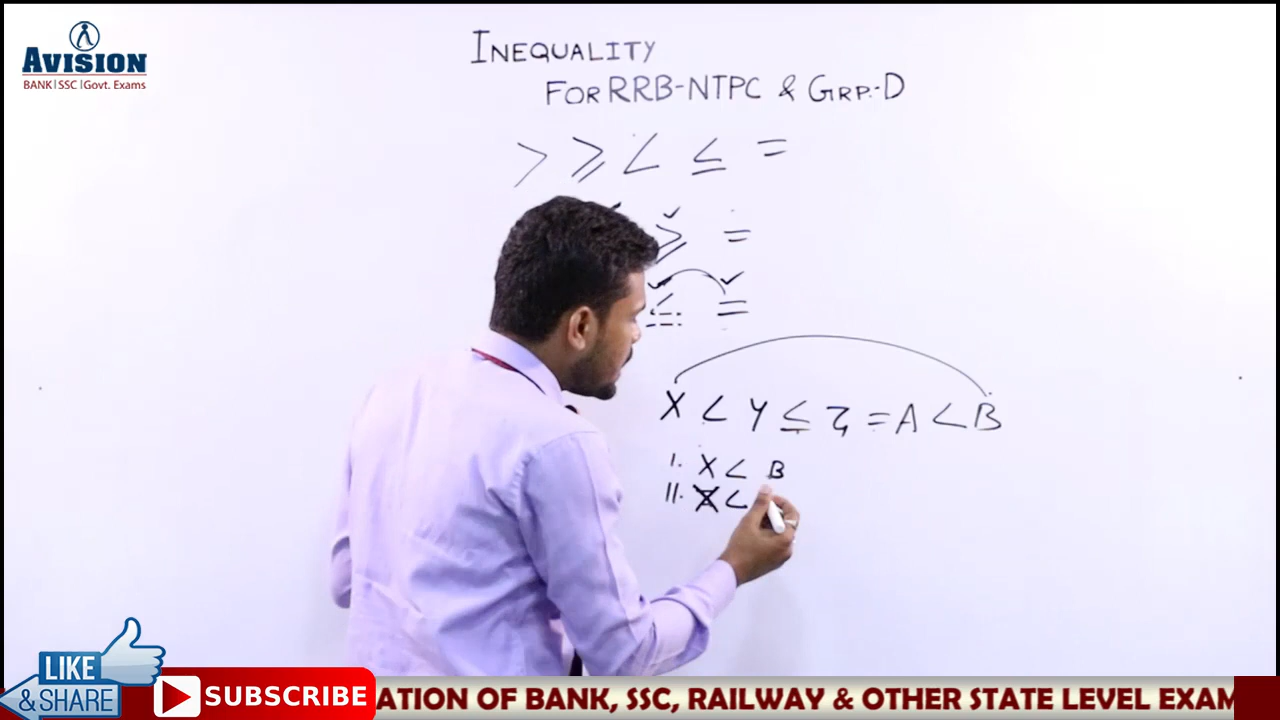 AVISION
BANK|SSC|Govt. Exams
INEQUALITY
FOR RRB-NTPC & GRP.-D
> ≥ < ≤ =
≥ =
≤ =
X < Y ≤ Z = A < B
I. X < B
II. X <
LIKE
& SHARE
SUBSCRIBE
ATION OF BANK, SSC, RAILWAY & OTHER STATE LEVEL EXAM